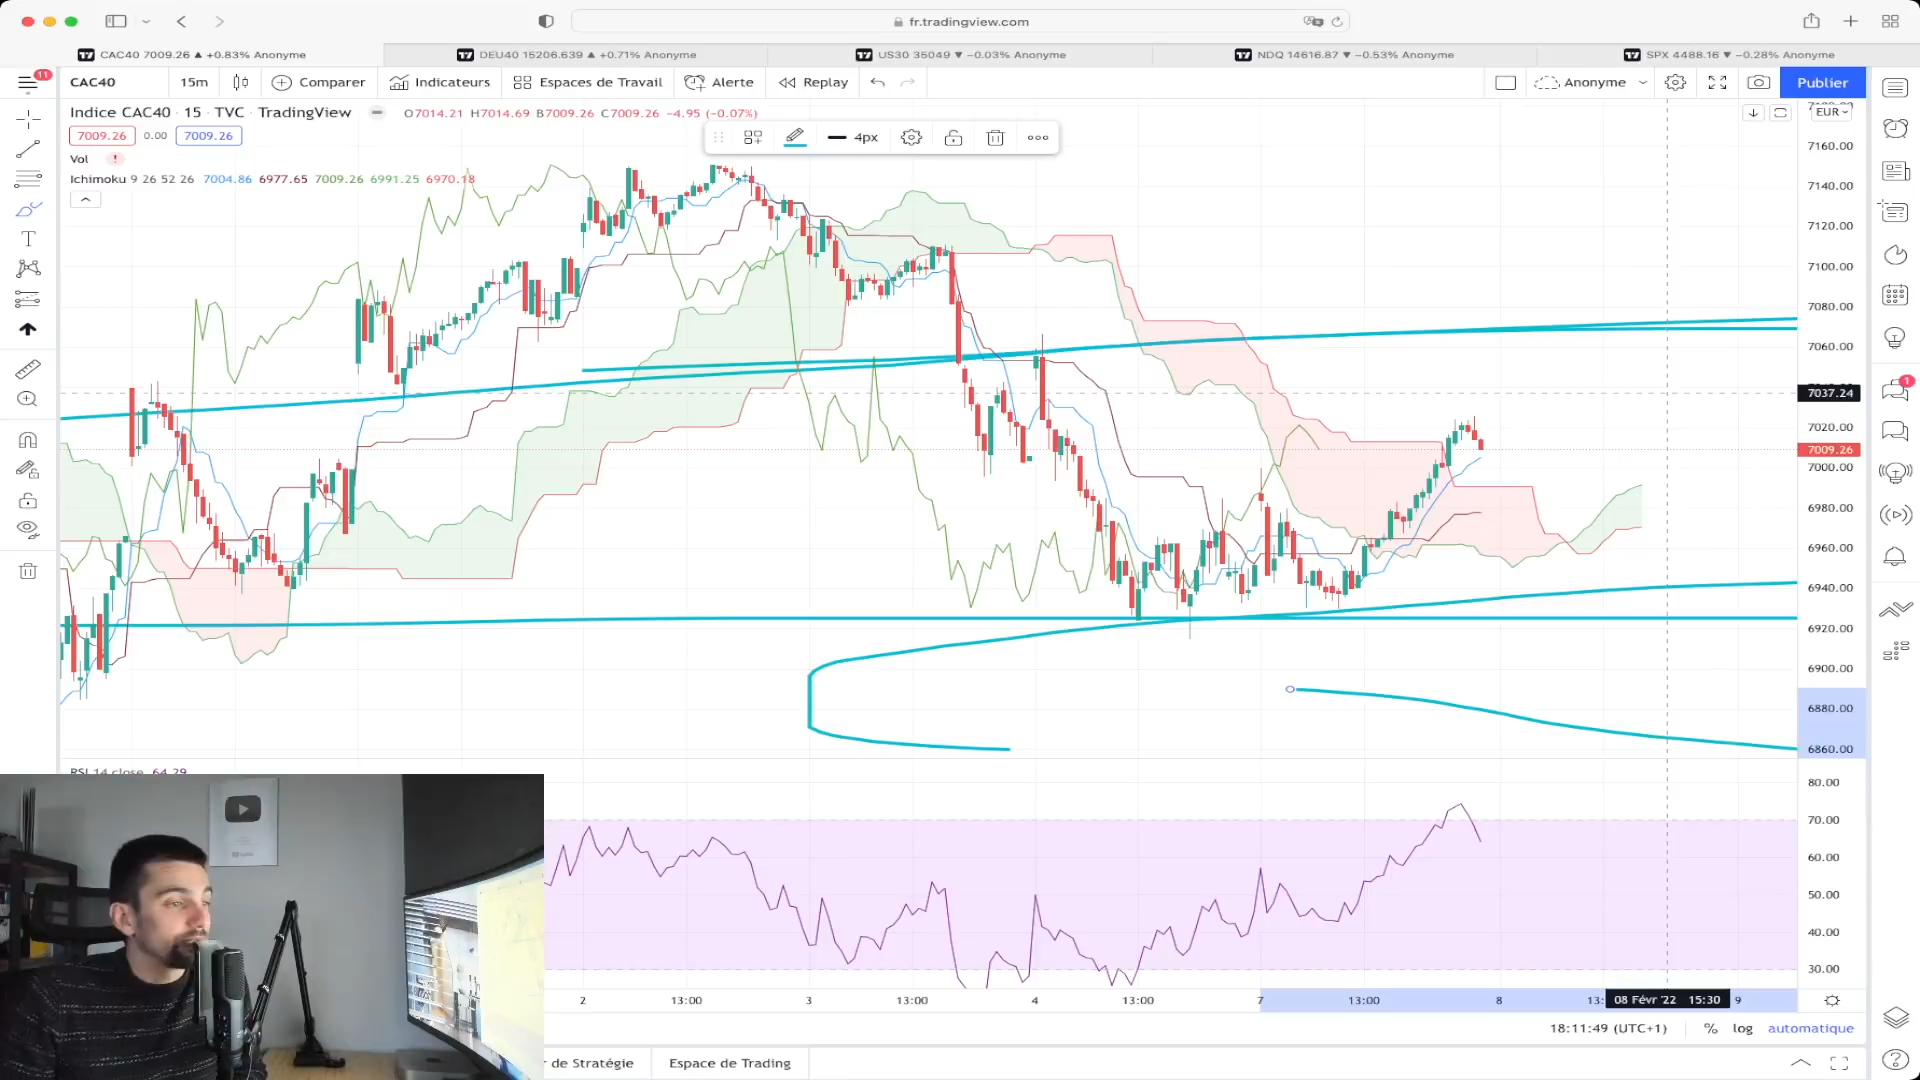 fr.tradingview.com
CAC40 7009.26 ▲ +0.83% Anonyme
DEU40 15206.639 ▲ +0.71% Anonyme
US30 35049 ▼ −0.03% Anonyme
NDQ 14616.87 ▼ −0.53% Anonyme
SPX 4488.16 ▼ −0.28% Anonyme
11
CAC40
15m
Comparer
Indicateurs
Espaces de Travail
Alerte
Replay
Anonyme
Publier
Indice CAC40 · 15 · TVC · TradingView
O7014.21 H7014.69 B7009.26 C7009.26 −4.95 (−0.07%)
EUR
7009.26 0.00 7009.26
4px
Vol !
Ichimoku 9 26 52 26 7004.86 6977.65 7009.26 6991.25 6970.18
7160.00
7140.00
7120.00
7100.00
7080.00
7060.00
7037.24
7020.00
7009.26
7000.00
6980.00
6960.00
6940.00
6920.00
6900.00
6880.00
6860.00
1
RSI 14 close 64.29
80.00
70.00
60.00
50.00
40.00
30.00
2 13:00 3 13:00 4 13:00 7 13:00 8 13: 08 Févr '22 15:30 9
18:11:49 (UTC+1) % log automatique
r de Stratégie Espace de Trading